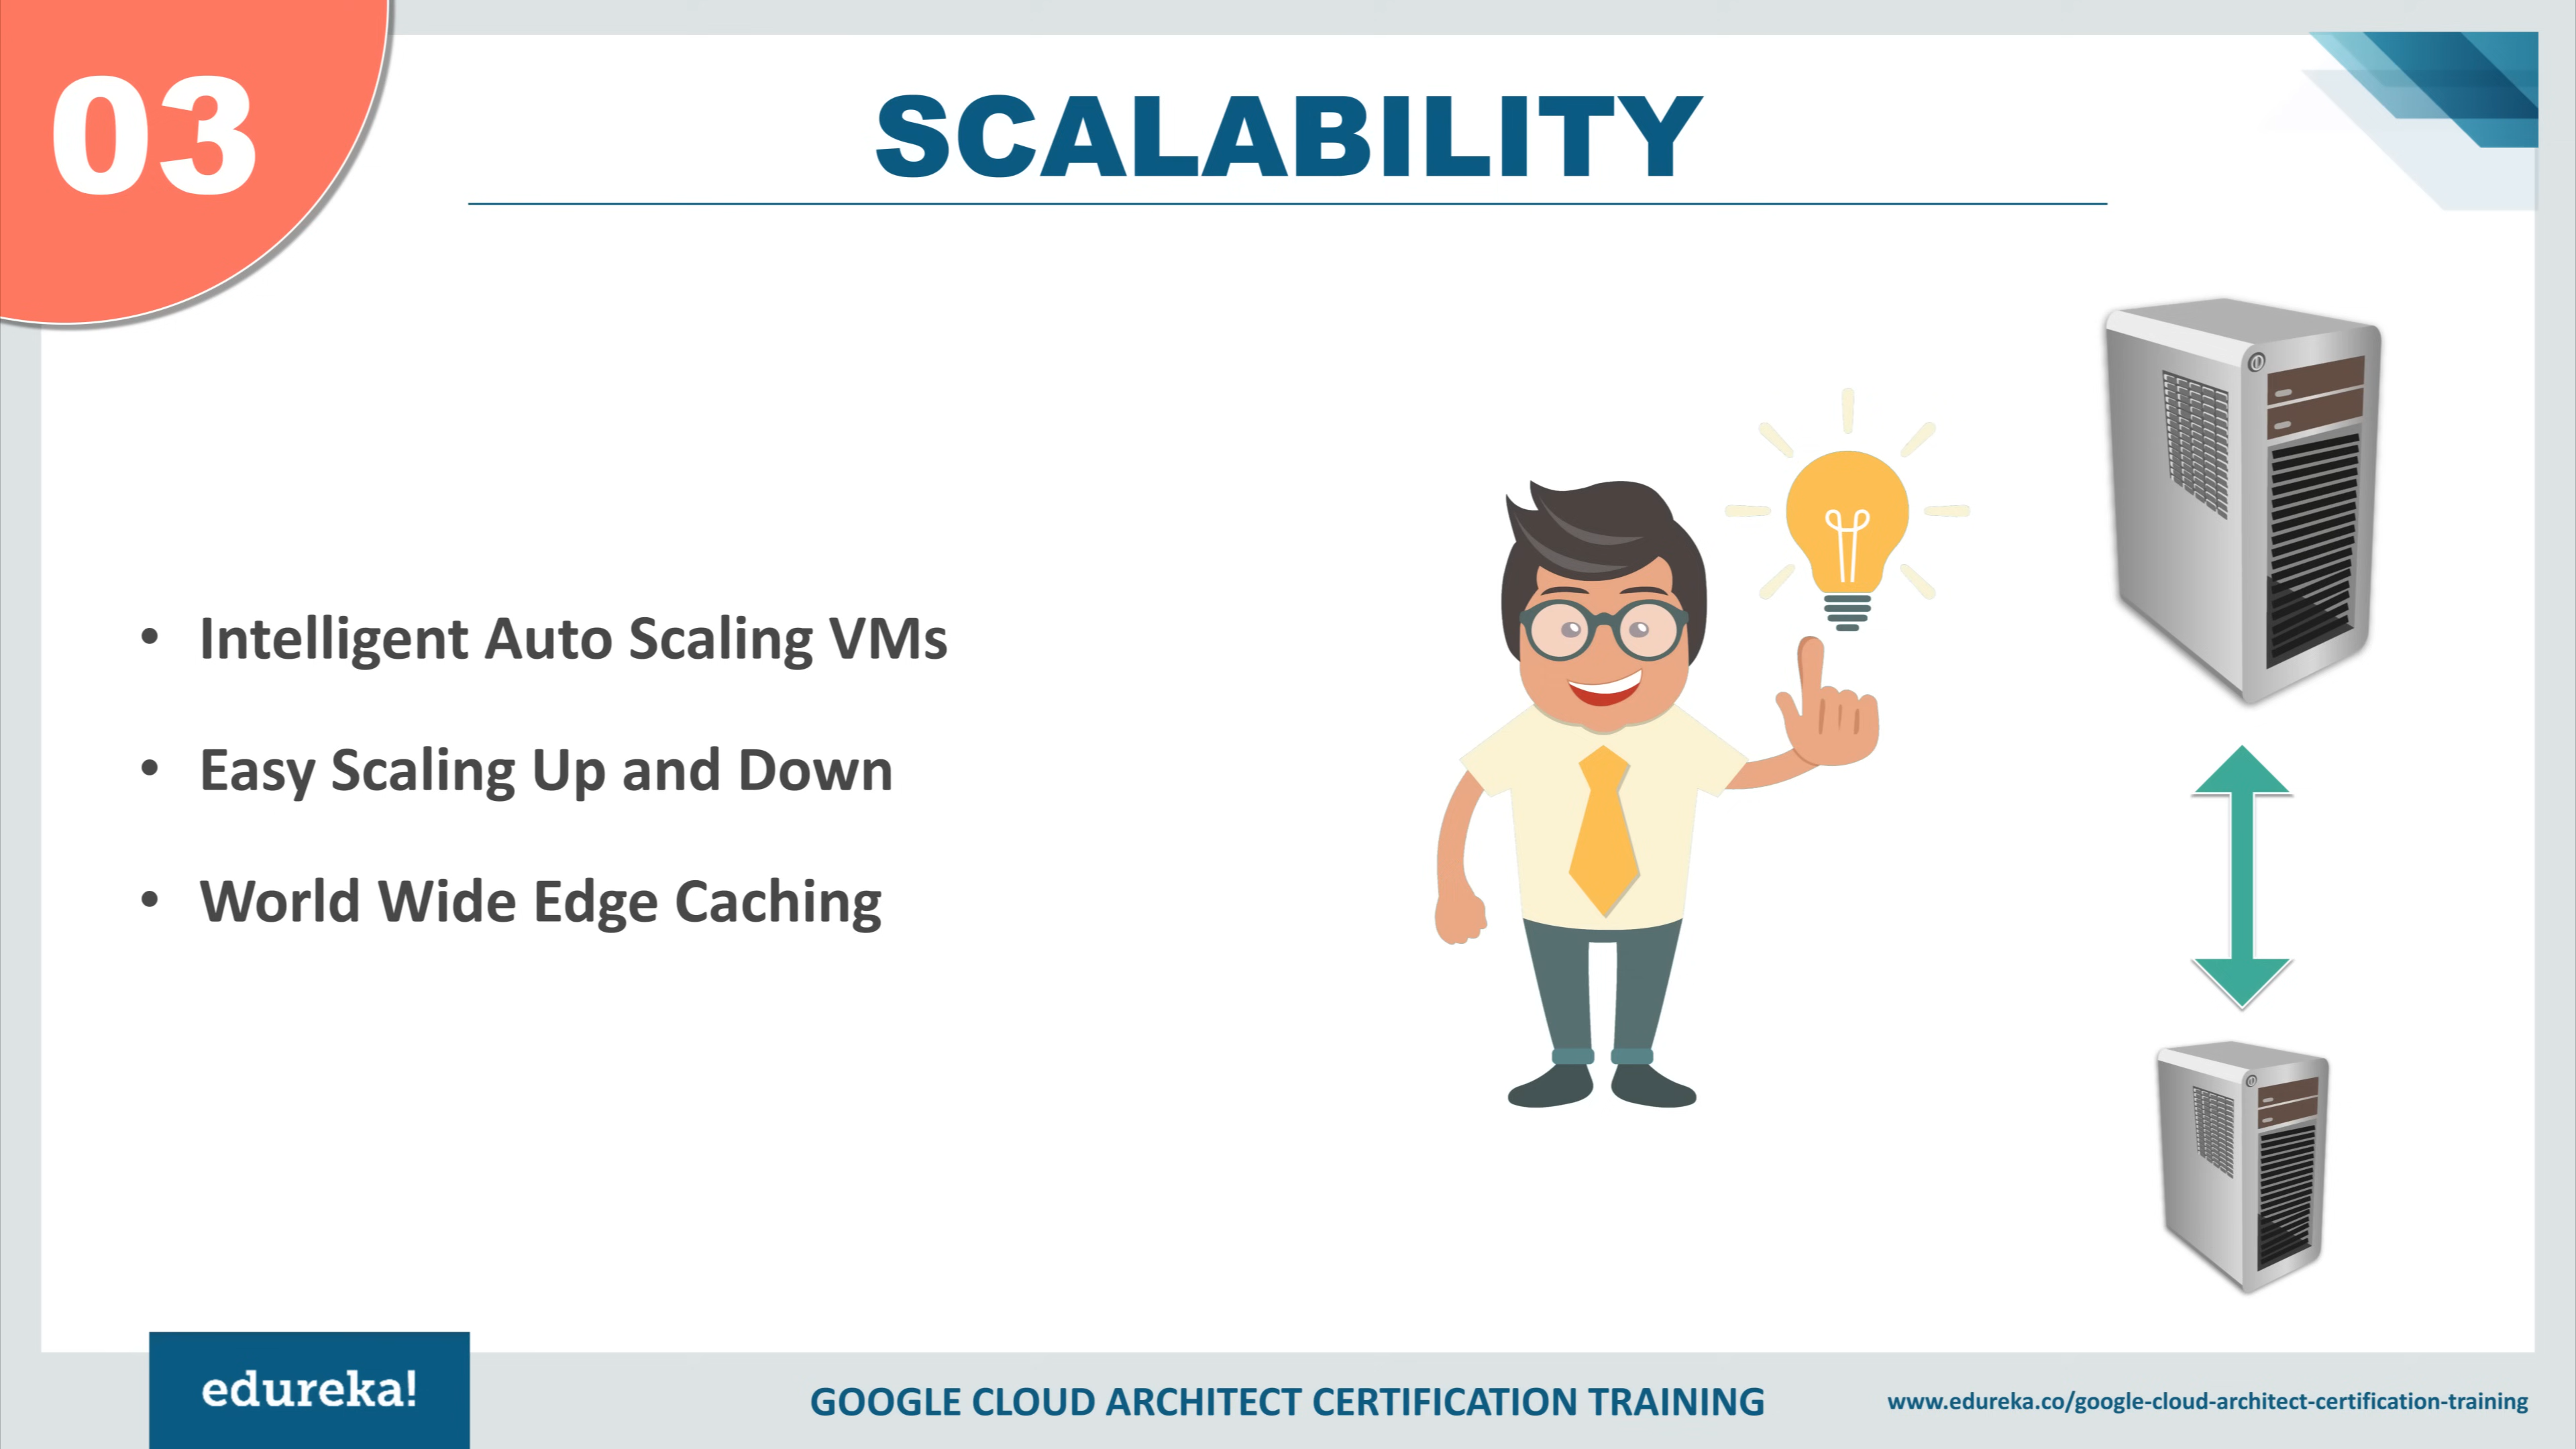 03
SCALABILITY
• Intelligent Auto Scaling VMs
• Easy Scaling Up and Down
• World Wide Edge Caching
edureka!
GOOGLE CLOUD ARCHITECT CERTIFICATION TRAINING
www.edureka.co/google-cloud-architect-certification-training